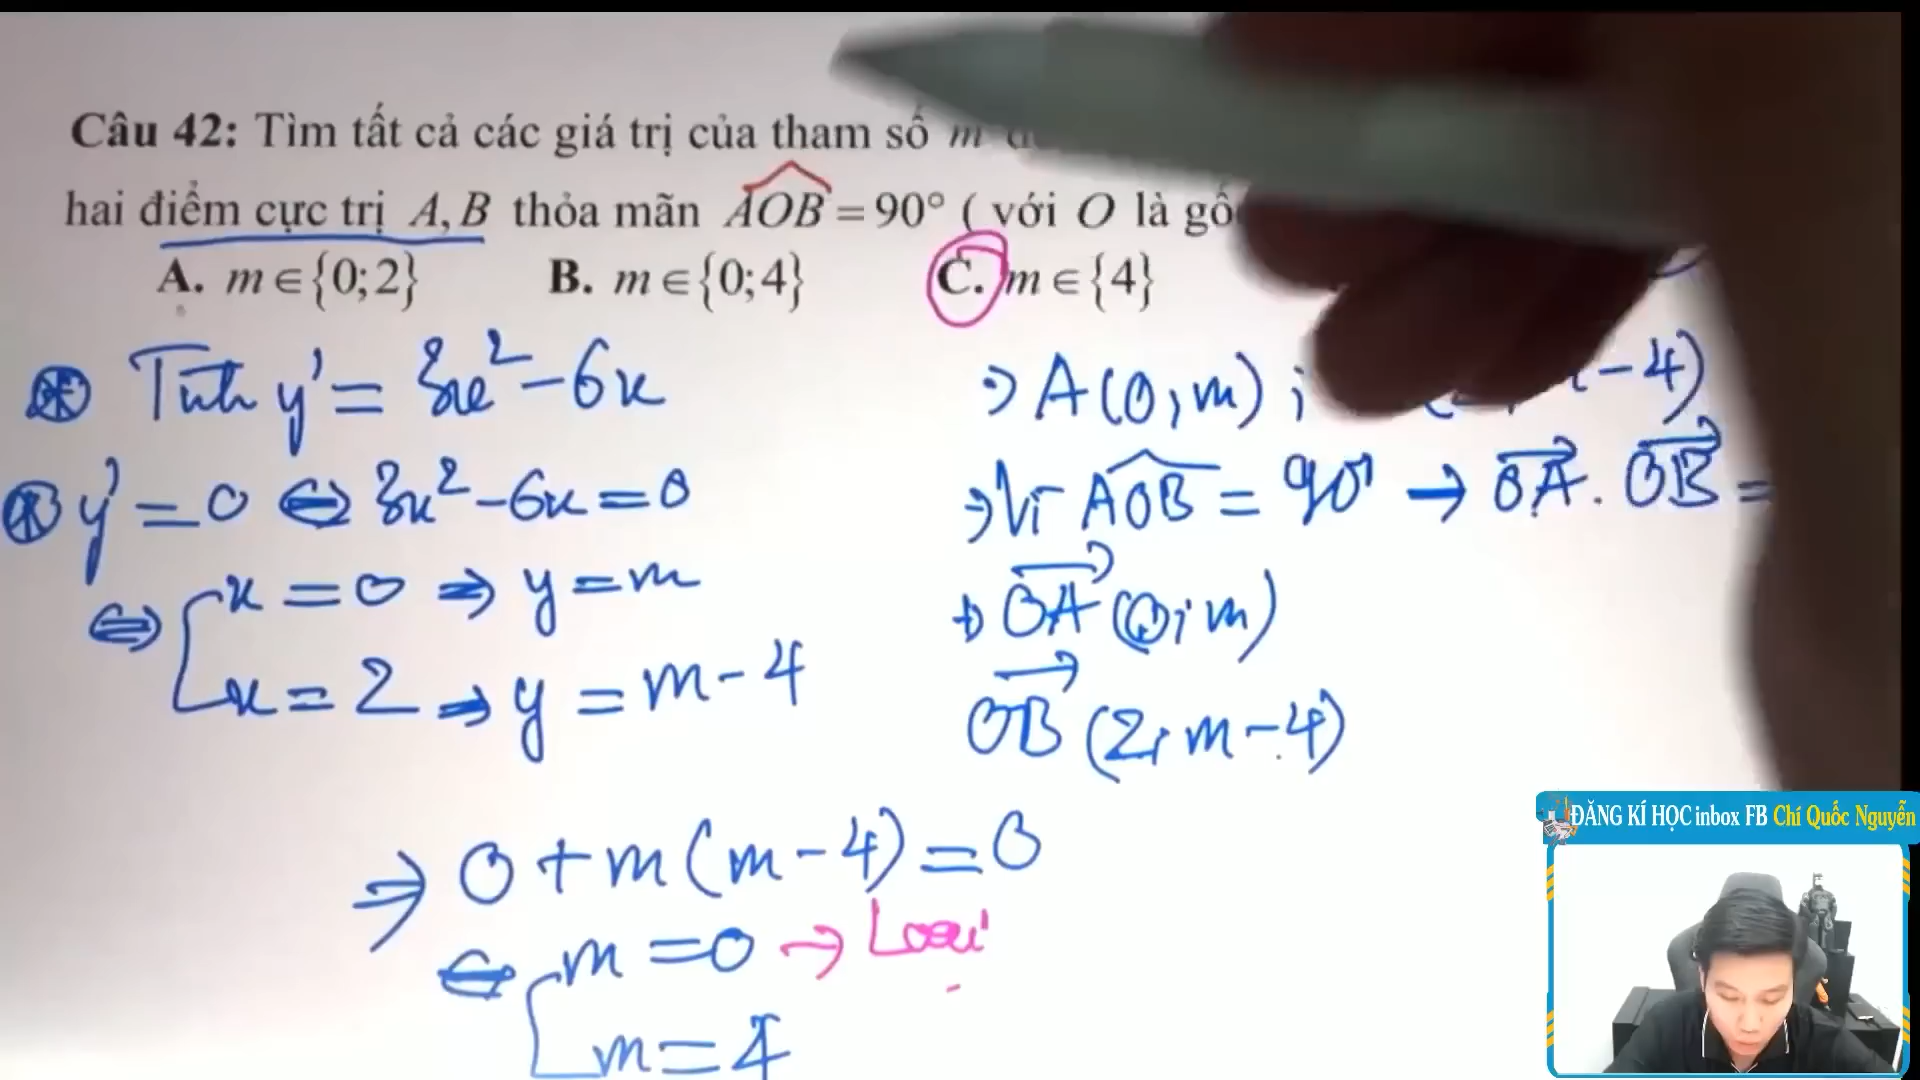 Câu 42: Tìm tất cả các giá trị của tham số m
hai điểm cực trị A, B thỏa mãn AOB = 90° ( với O là gố
A. m ∈ {0;2} B. m ∈ {0;4} C. m ∈ {4}
⊛ Tính y' = 3x² - 6x
⊛ y' = 0 ⇔ 3x² - 6x = 0
⇔ [ x = 0 ⇒ y = m
x = 2 ⇒ y = m - 4
→ A(0; m) ; - 4)
→ Vì AOB = 90° → OA . OB =
+ OA (0; m)
OB (2; m - 4)
⇒ 0 + m(m - 4) = 0
⇔ [ m = 0 → Loại
m = 4
ĐĂNG KÍ HỌC inbox FB Chí Quốc Nguyễn